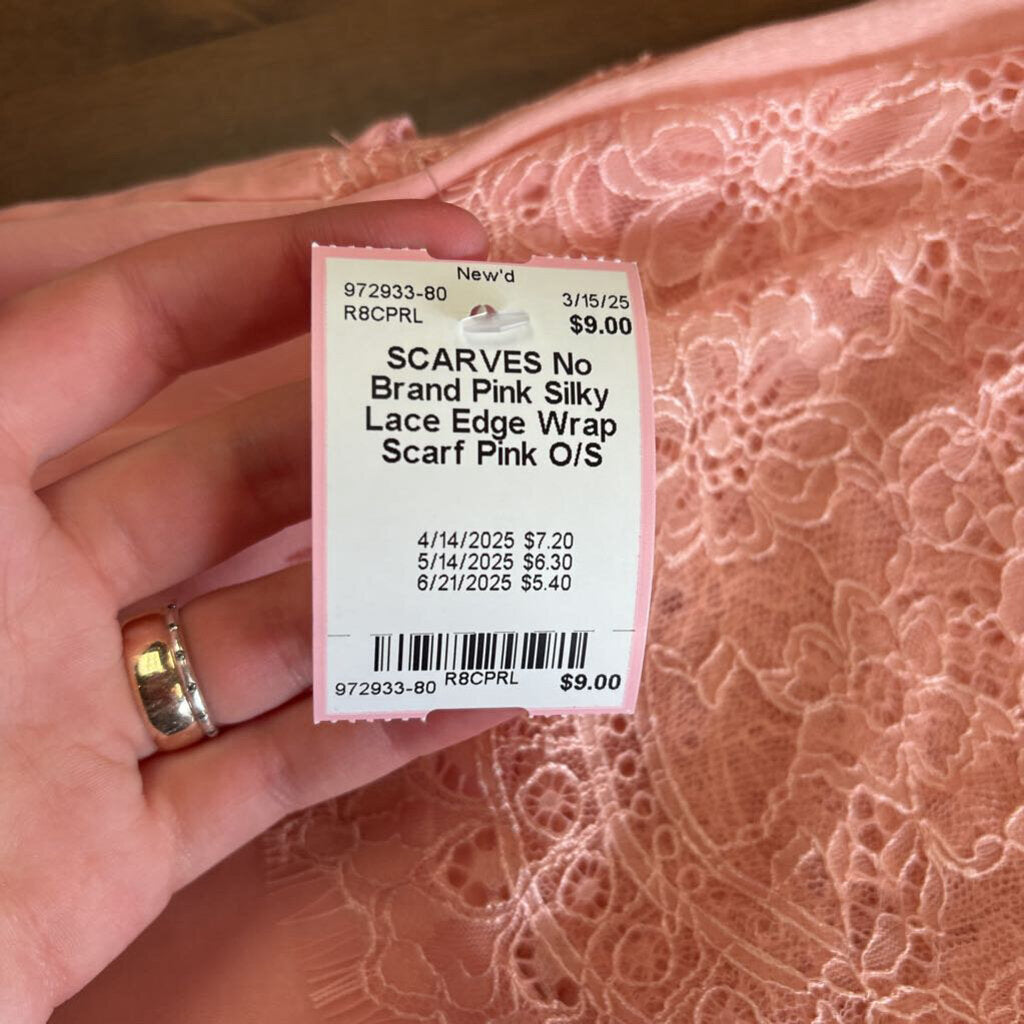 New'd
972933-80 3/15/25
R8CPRL $9.00
SCARVES No
Brand Pink Silky
Lace Edge Wrap
Scarf Pink O/S
4/14/2025 $7.20
5/14/2025 $6.30
6/21/2025 $5.40
972933-80 R8CPRL $9.00